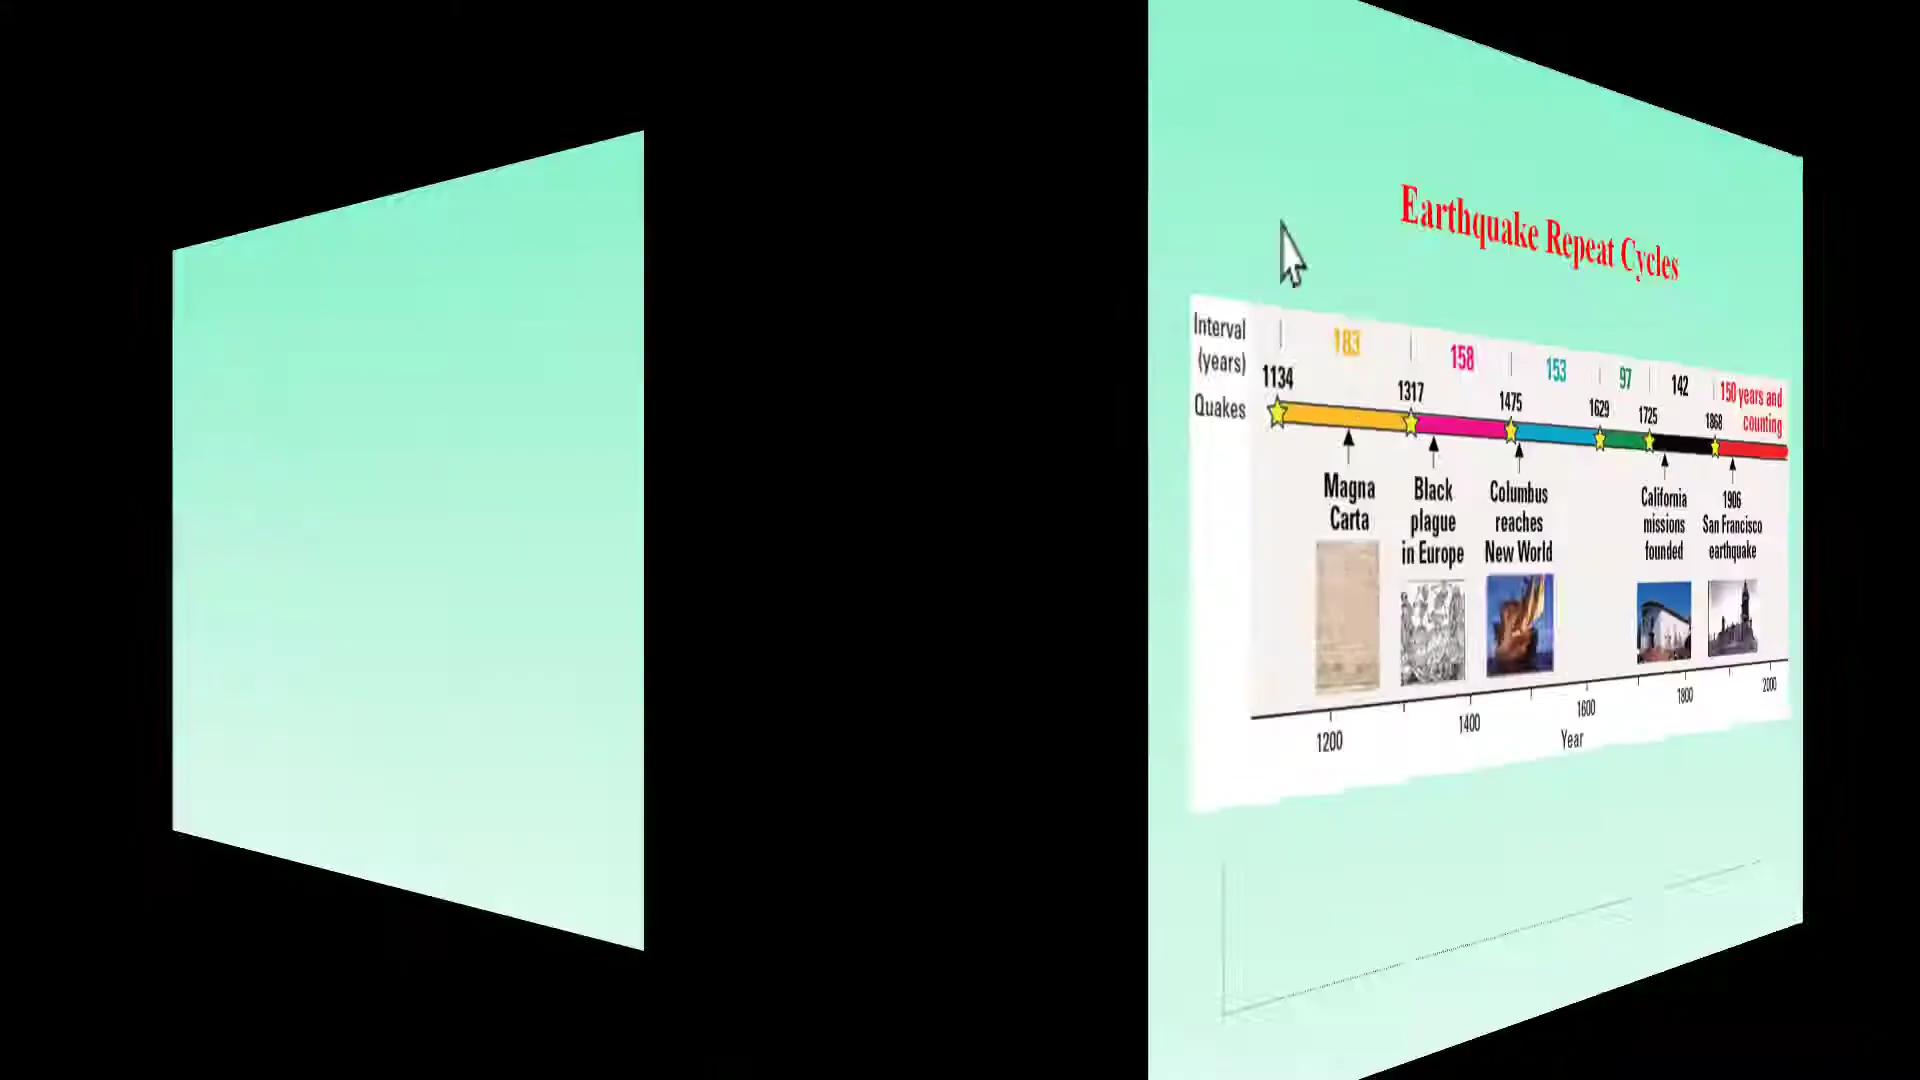 Earthquake Repeat Cycles
Interval
(years)
183
158
153
97
142
150 years and
counting
Quakes
1134
1317
1475
1629
1725
1868
Magna
Carta
Black
plague
in Europe
Columbus
reaches
New World
California
missions
founded
1906
San Francisco
earthquake
1200
1400
1600
1800
2000
Year